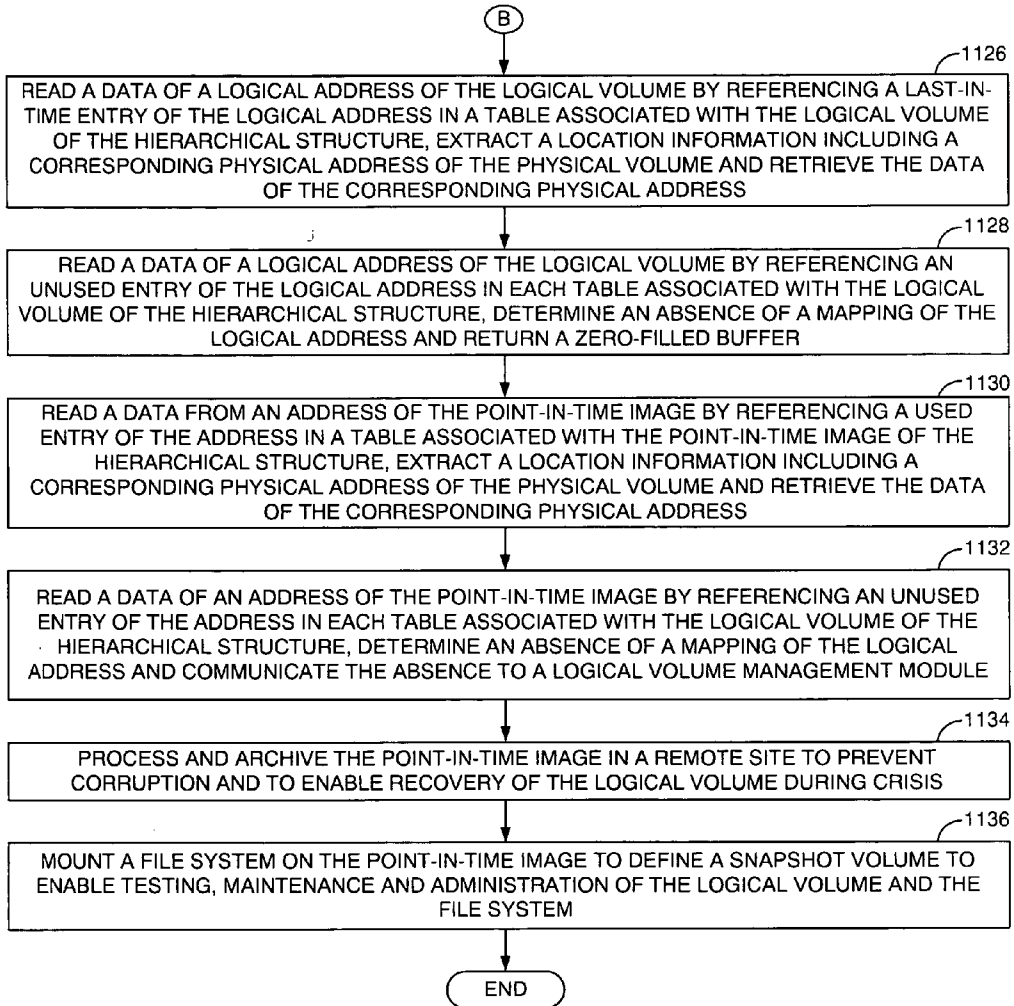 B
1126
READ A DATA OF A LOGICAL ADDRESS OF THE LOGICAL VOLUME BY REFERENCING A LAST-IN-
TIME ENTRY OF THE LOGICAL ADDRESS IN A TABLE ASSOCIATED WITH THE LOGICAL VOLUME
OF THE HIERARCHICAL STRUCTURE, EXTRACT A LOCATION INFORMATION INCLUDING A
CORRESPONDING PHYSICAL ADDRESS OF THE PHYSICAL VOLUME AND RETRIEVE THE DATA
OF THE CORRESPONDING PHYSICAL ADDRESS
1128
READ A DATA OF A LOGICAL ADDRESS OF THE LOGICAL VOLUME BY REFERENCING AN
UNUSED ENTRY OF THE LOGICAL ADDRESS IN EACH TABLE ASSOCIATED WITH THE LOGICAL
VOLUME OF THE HIERARCHICAL STRUCTURE, DETERMINE AN ABSENCE OF A MAPPING OF THE
LOGICAL ADDRESS AND RETURN A ZERO-FILLED BUFFER
1130
READ A DATA FROM AN ADDRESS OF THE POINT-IN-TIME IMAGE BY REFERENCING A USED
ENTRY OF THE ADDRESS IN A TABLE ASSOCIATED WITH THE POINT-IN-TIME IMAGE OF THE
HIERARCHICAL STRUCTURE, EXTRACT A LOCATION INFORMATION INCLUDING A
CORRESPONDING PHYSICAL ADDRESS OF THE PHYSICAL VOLUME AND RETRIEVE THE DATA
OF THE CORRESPONDING PHYSICAL ADDRESS
1132
READ A DATA OF AN ADDRESS OF THE POINT-IN-TIME IMAGE BY REFERENCING AN UNUSED
ENTRY OF THE ADDRESS IN EACH TABLE ASSOCIATED WITH THE LOGICAL VOLUME OF THE
HIERARCHICAL STRUCTURE, DETERMINE AN ABSENCE OF A MAPPING OF THE LOGICAL
ADDRESS AND COMMUNICATE THE ABSENCE TO A LOGICAL VOLUME MANAGEMENT MODULE
1134
PROCESS AND ARCHIVE THE POINT-IN-TIME IMAGE IN A REMOTE SITE TO PREVENT
CORRUPTION AND TO ENABLE RECOVERY OF THE LOGICAL VOLUME DURING CRISIS
1136
MOUNT A FILE SYSTEM ON THE POINT-IN-TIME IMAGE TO DEFINE A SNAPSHOT VOLUME TO
ENABLE TESTING, MAINTENANCE AND ADMINISTRATION OF THE LOGICAL VOLUME AND THE
FILE SYSTEM
END